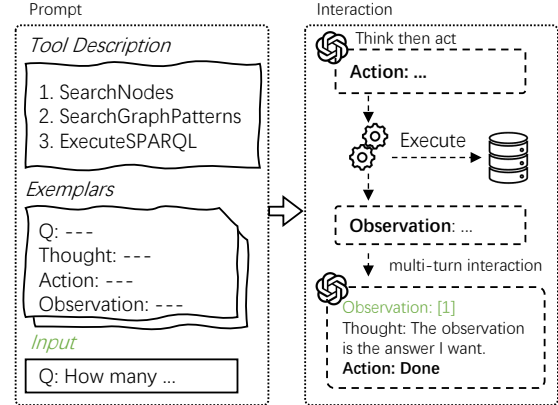 Prompt
Tool Description
1. SearchNodes
2. SearchGraphPatterns
3. ExecuteSPARQL
Exemplars
Q: ---
Thought: ---
Action: ---
Observation: ---
Input
Q: How many ...
Interaction
Think then act
Action: ...
Execute
Observation: ...
multi-turn interaction
Observation: [1]
Thought: The observation
is the answer I want.
Action: Done